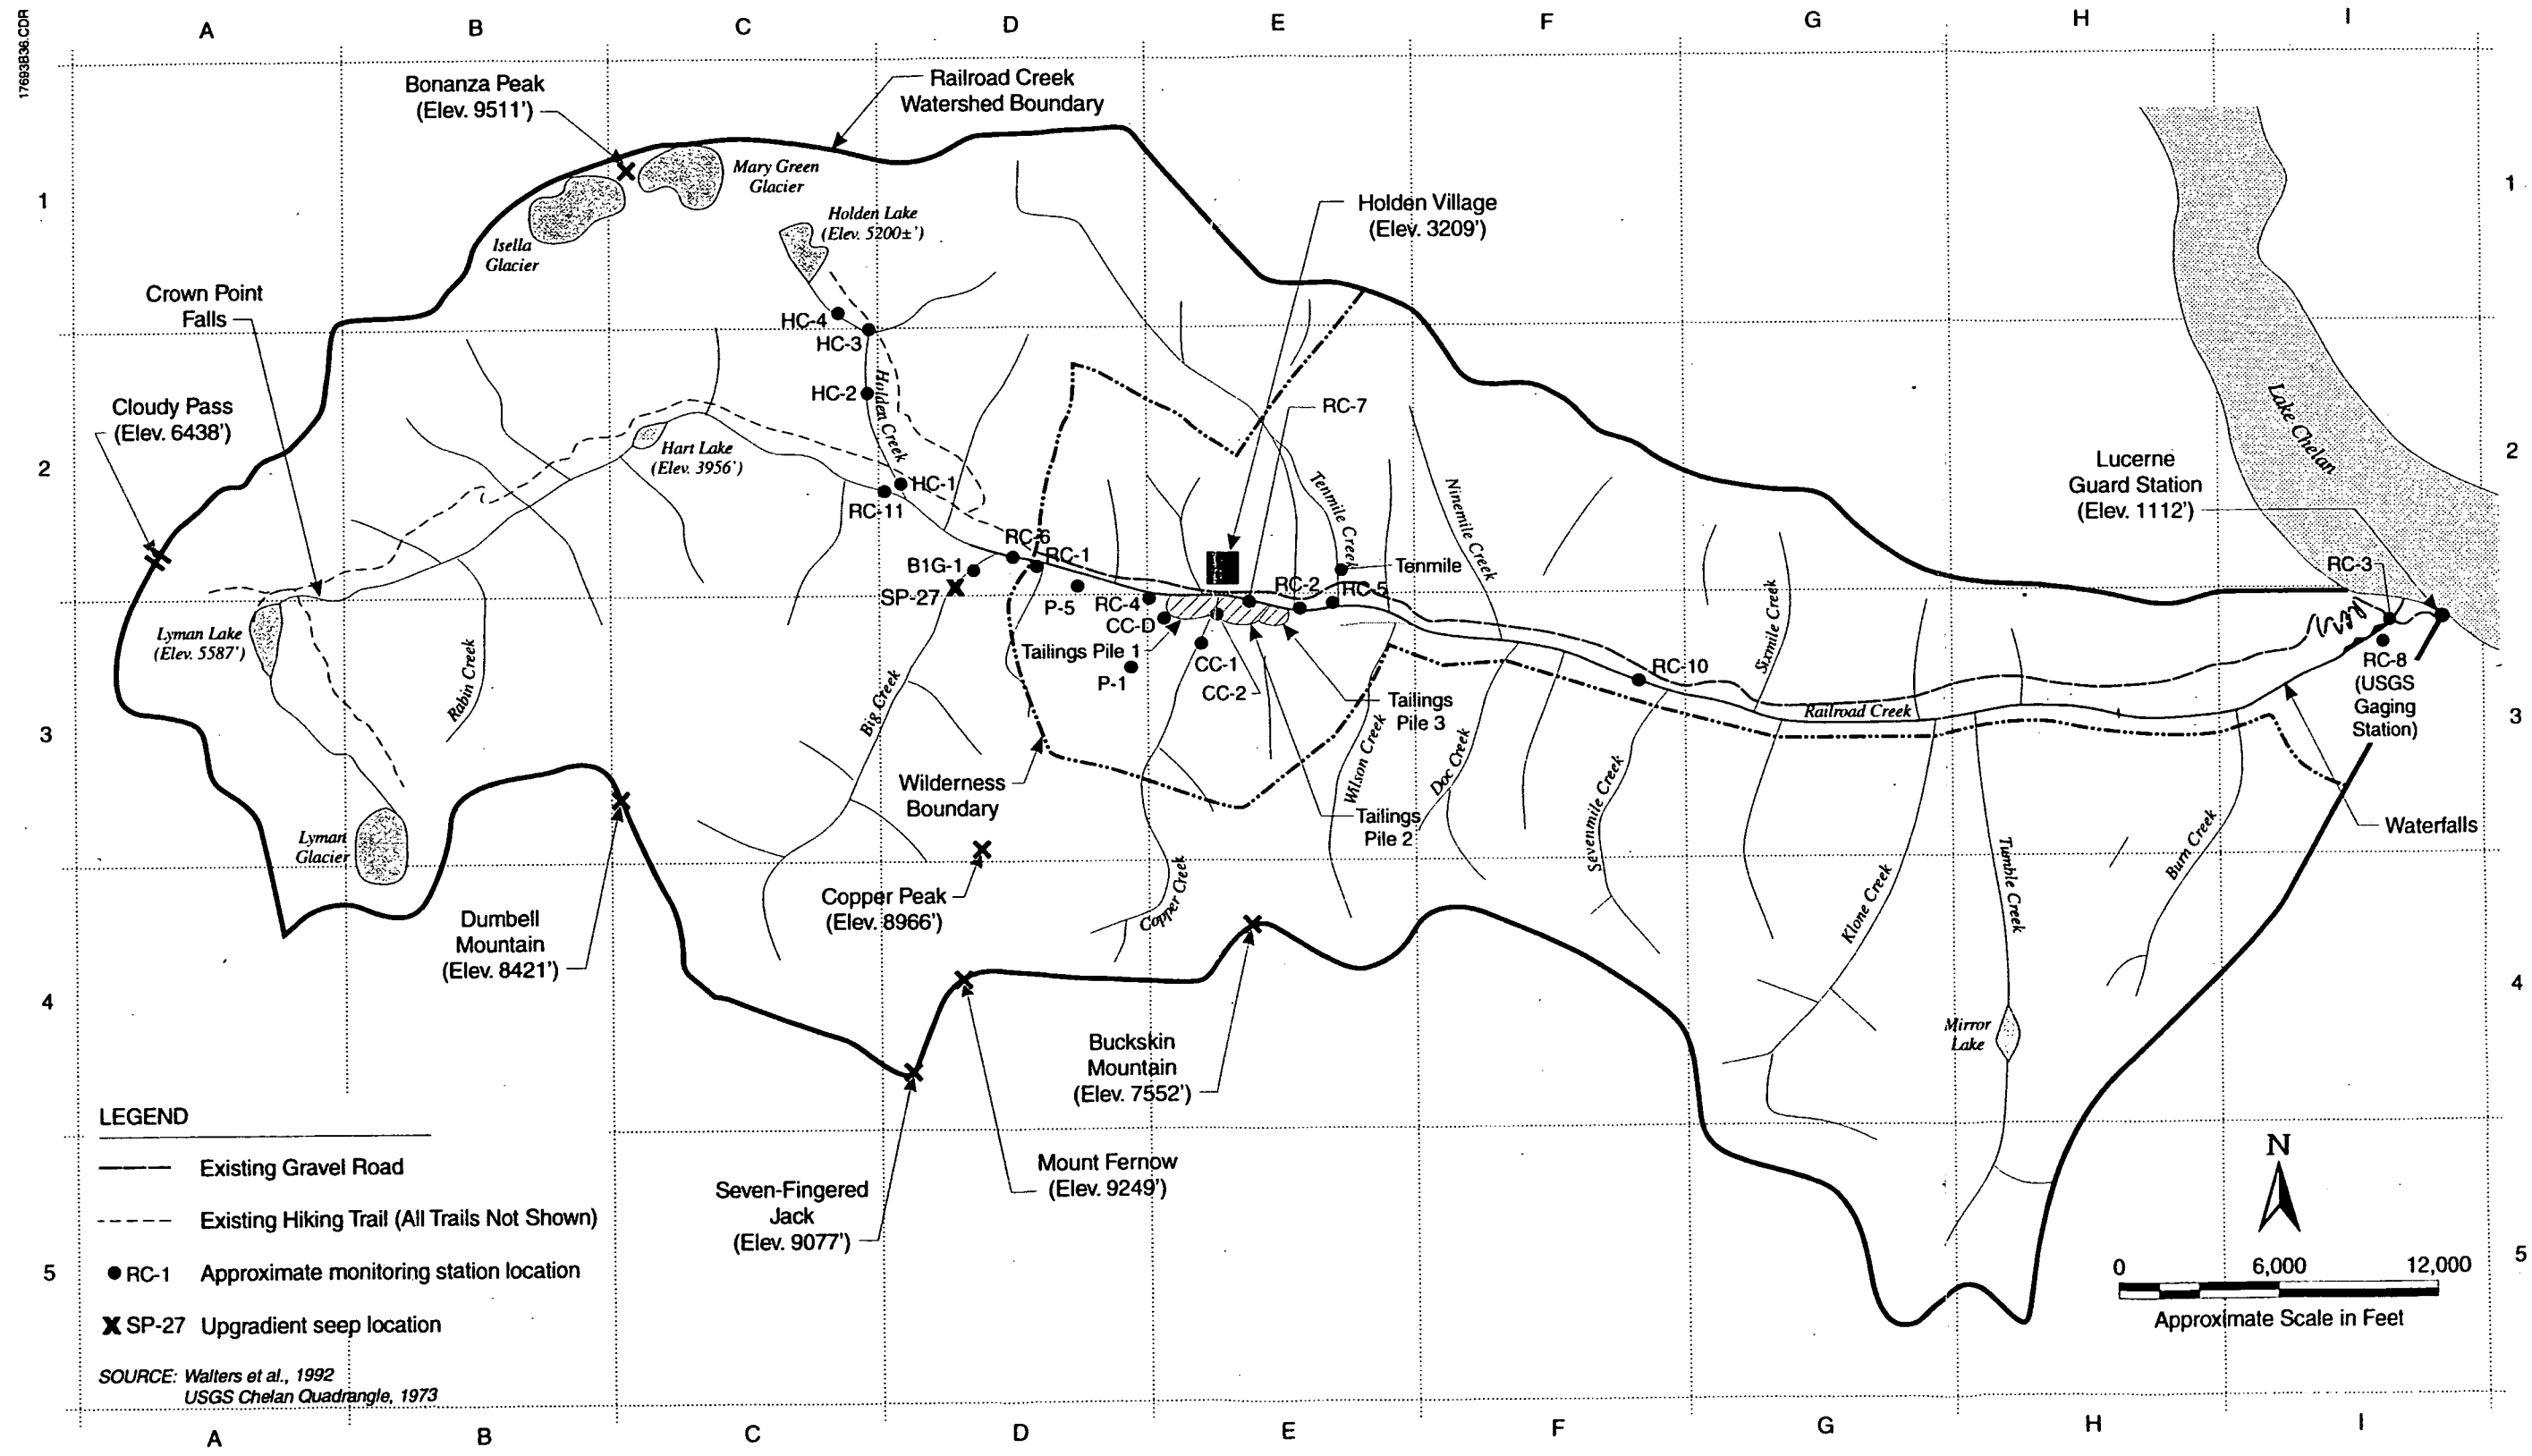 17693B36.CDR
A
B
C
D
E
F
G
H
I
Bonanza Peak
(Elev. 9511')
Railroad Creek
Watershed Boundary
Mary Green
Glacier
1
1
Holden Lake
(Elev. 5200±')
Holden Village
(Elev. 3209')
Isella
Glacier
Crown Point
Falls
HC-4
HC-3
HC-2
Holden Creek
RC-7
Lake Chelan
Cloudy Pass
(Elev. 6438')
Hart Lake
(Elev. 3956')
2
2
Lucerne
Guard Station
(Elev. 1112')
HC-1
RC-11
Tenmile Creek
Ninemile Creek
RC-6
RC-1
B1G-1
SP-27
P-5
RC-4
CC-D
Tenmile
RC-2
HC-5
RC-3
Lyman Lake
(Elev. 5587')
Rabin Creek
Big Creek
Tailings Pile 1
P-1
CC-1
CC-2
RC-10
Sixmile Creek
RC-8
(USGS
Gaging
Station)
Tailings
Pile 3
Railroad Creek
3
3
Wilderness
Boundary
Wilson Creek
Doc Creek
Sevenmile Creek
Tailings
Pile 2
Waterfalls
Lyman
Glacier
Burn Creek
Tumble Creek
Klone Creek
Copper Creek
Copper Peak
(Elev. 8966')
Dumbell
Mountain
(Elev. 8421')
4
4
Buckskin
Mountain
(Elev. 7552')
Mirror
Lake
LEGEND
Existing Gravel Road
Existing Hiking Trail (All Trails Not Shown)
RC-1 Approximate monitoring station location
SP-27 Upgradient seep location
SOURCE: Walters et al., 1992
USGS Chelan Quadrangle, 1973
Mount Fernow
(Elev. 9249')
Seven-Fingered
Jack
(Elev. 9077')
N
0 6,000 12,000
Approximate Scale in Feet
5
5
A
B
C
D
E
F
G
H
I